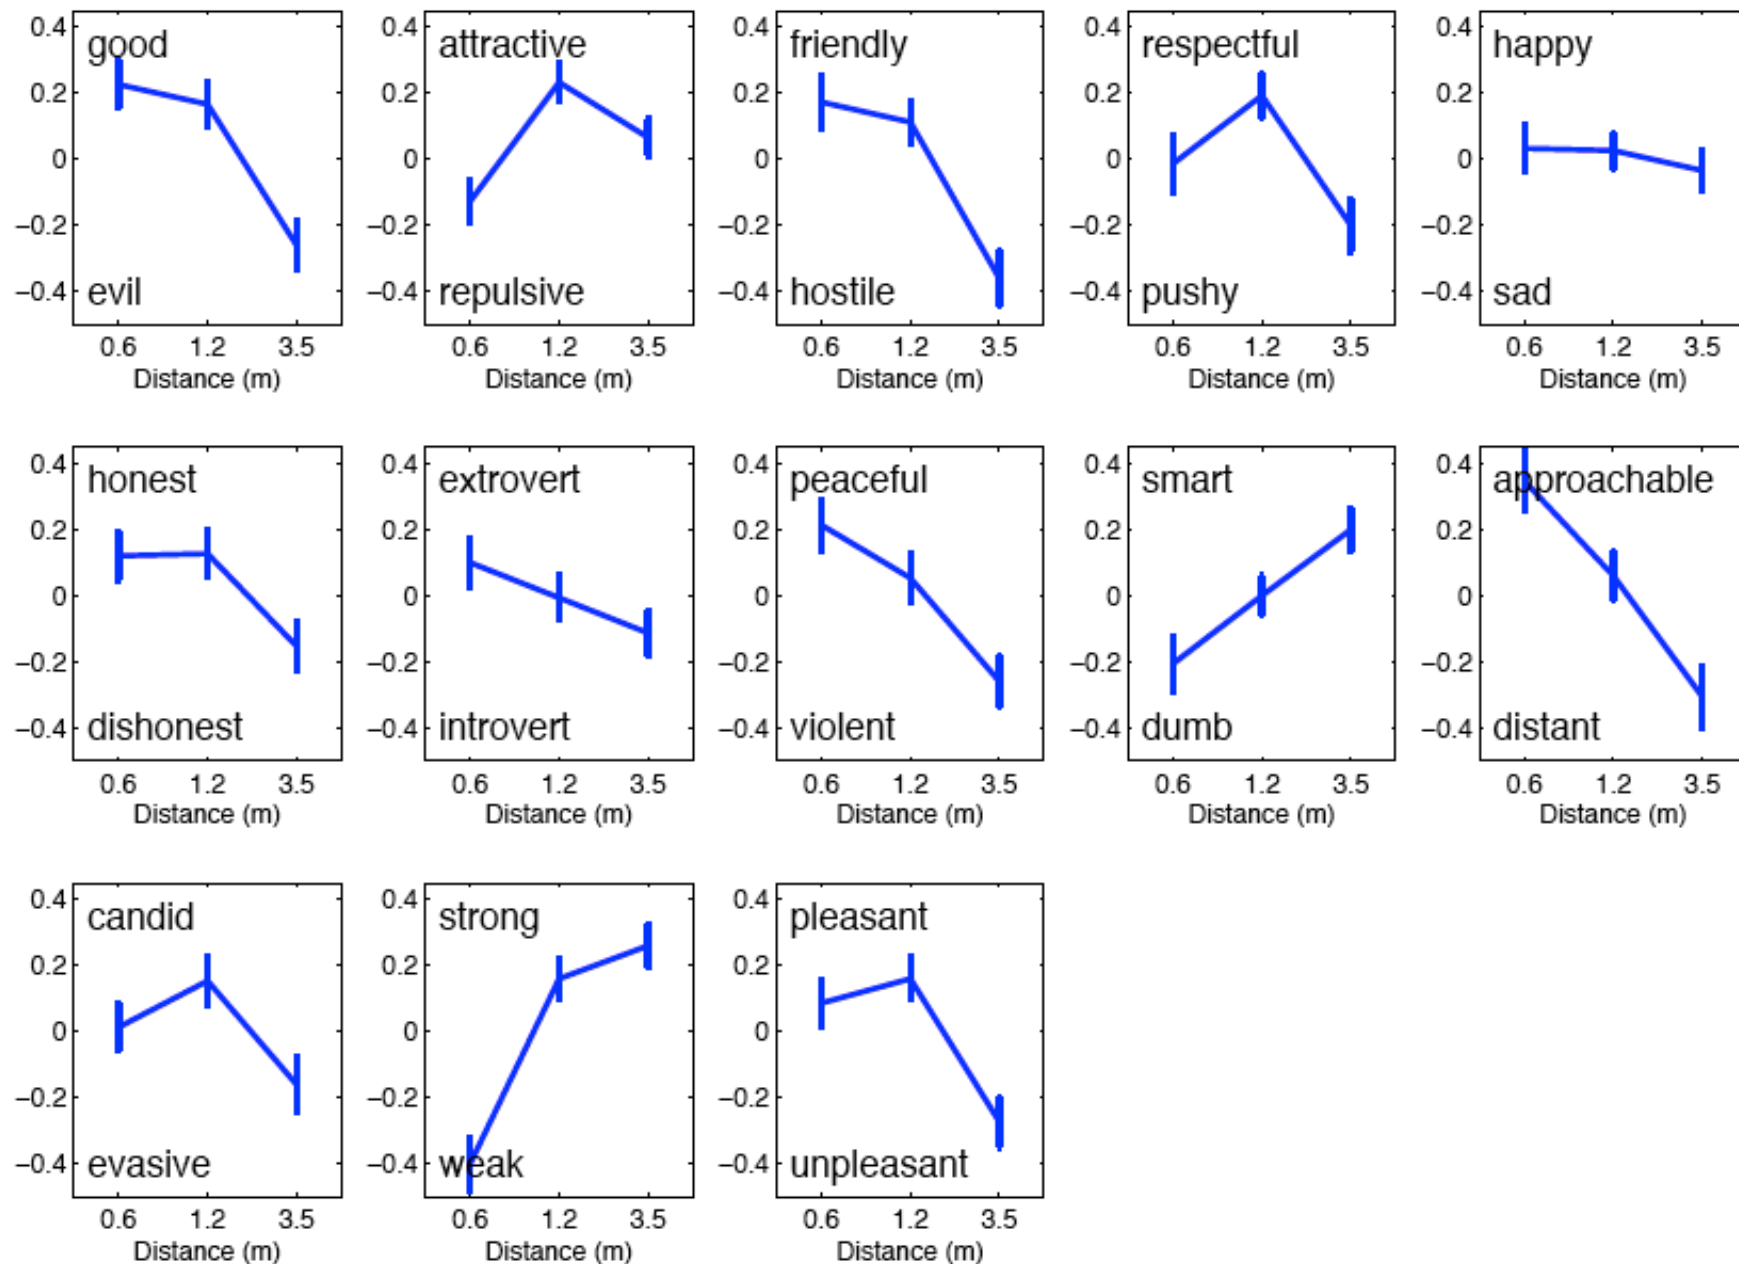 good attractive friendly respectful happy
0.4 0.4 0.4 0.4 0.4
0.2 0.2 0.2 0.2 0.2
0 0 0 0 0
−0.2 −0.2 −0.2 −0.2 −0.2
−0.4 −0.4 −0.4 −0.4 −0.4
evil repulsive hostile pushy sad
0.6 1.2 3.5 0.6 1.2 3.5 0.6 1.2 3.5 0.6 1.2 3.5 0.6 1.2 3.5
Distance (m) Distance (m) Distance (m) Distance (m) Distance (m)
0.4 0.4 0.4 0.4 0.4
honest extrovert peaceful smart approachable
0.2 0.2 0.2 0.2 0.2
0 0 0 0 0
−0.2 −0.2 −0.2 −0.2 −0.2
−0.4 −0.4 −0.4 −0.4 −0.4
dishonest introvert violent dumb distant
0.6 1.2 3.5 0.6 1.2 3.5 0.6 1.2 3.5 0.6 1.2 3.5 0.6 1.2 3.5
Distance (m) Distance (m) Distance (m) Distance (m) Distance (m)
0.4 0.4 0.4
candid strong pleasant
0.2 0.2 0.2
0 0 0
−0.2 −0.2 −0.2
−0.4 −0.4 −0.4
evasive weak unpleasant
0.6 1.2 3.5 0.6 1.2 3.5 0.6 1.2 3.5
Distance (m) Distance (m) Distance (m)